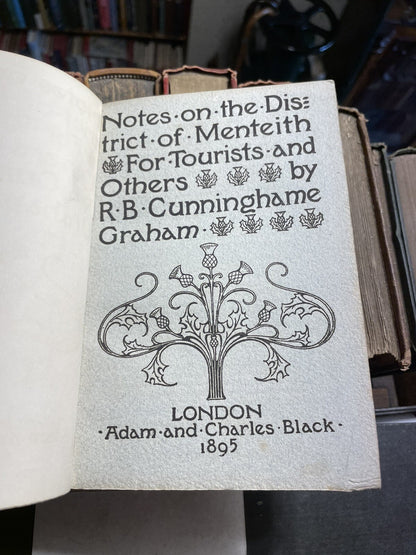 Notes·on·the·Dis=
trict·of·Menteith
For·Tourists·and
Others by
R·B·Cunninghame
Graham·
LONDON
·Adam·and·Charles·Black·
1895